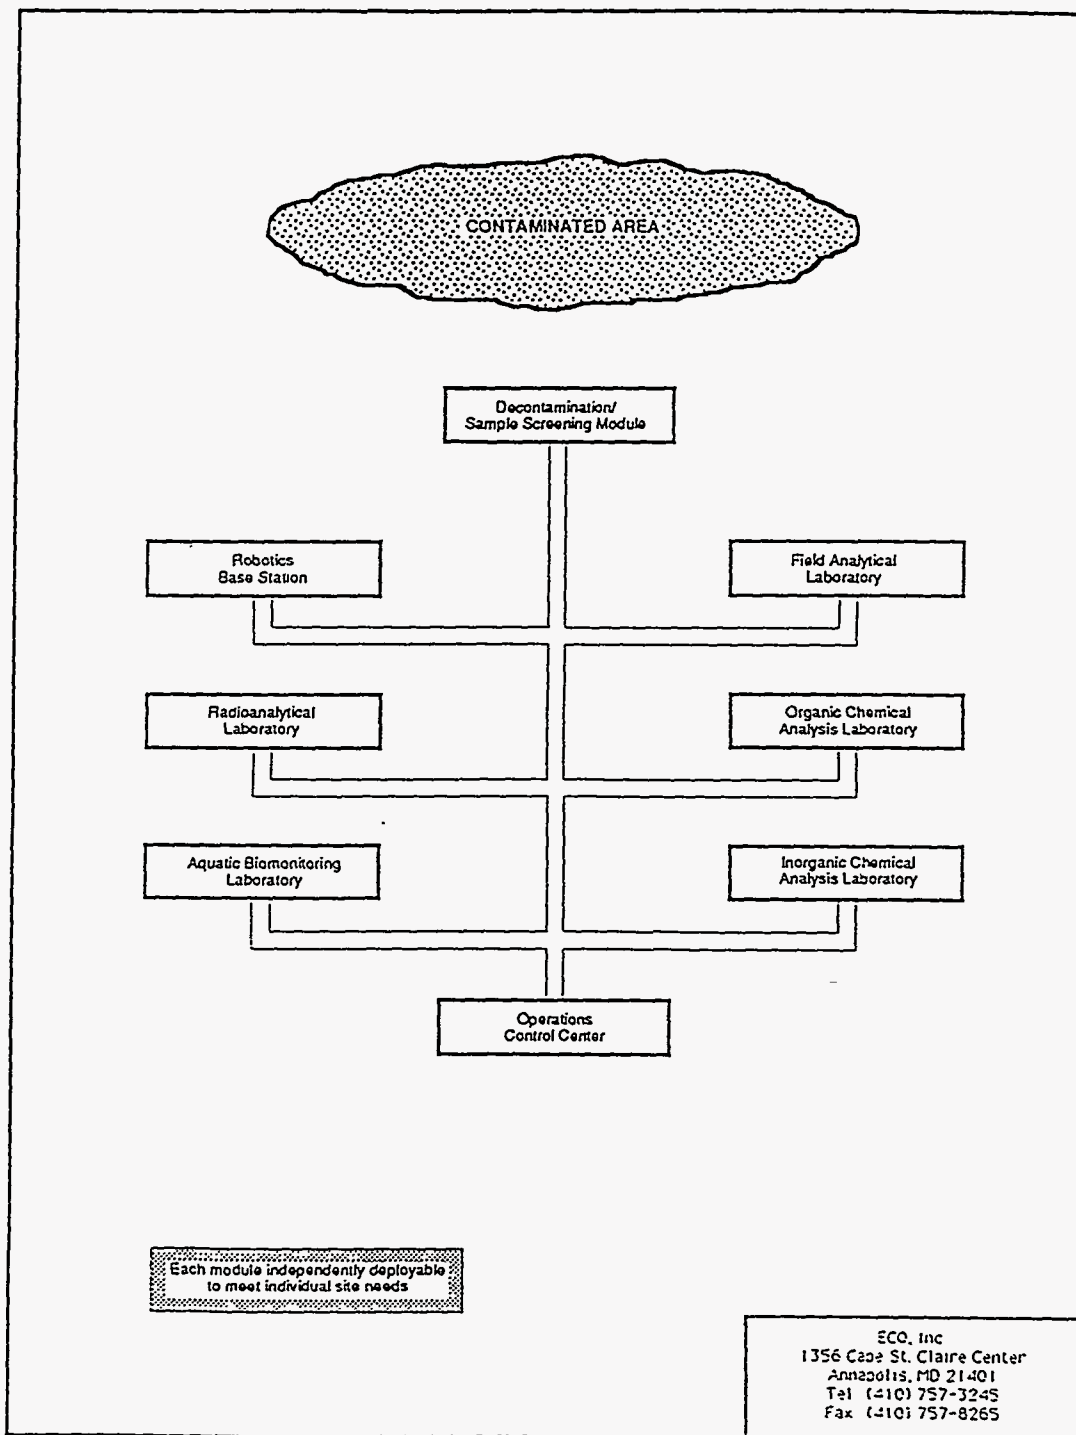 CONTAMINATED AREA
Decontamination/
Sample Screening Module
Robotics
Base Station
Field Analytical
Laboratory
Radioanalytical
Laboratory
Organic Chemical
Analysis Laboratory
Aquatic Biomonitoring
Laboratory
Inorganic Chemical
Analysis Laboratory
Operations
Control Center
Each module independently deployable
to meet individual site needs
ECO, Inc
1356 Cape St. Claire Center
Annapolis, MD 21401
Tel (410) 757-3245
Fax (410) 757-8265